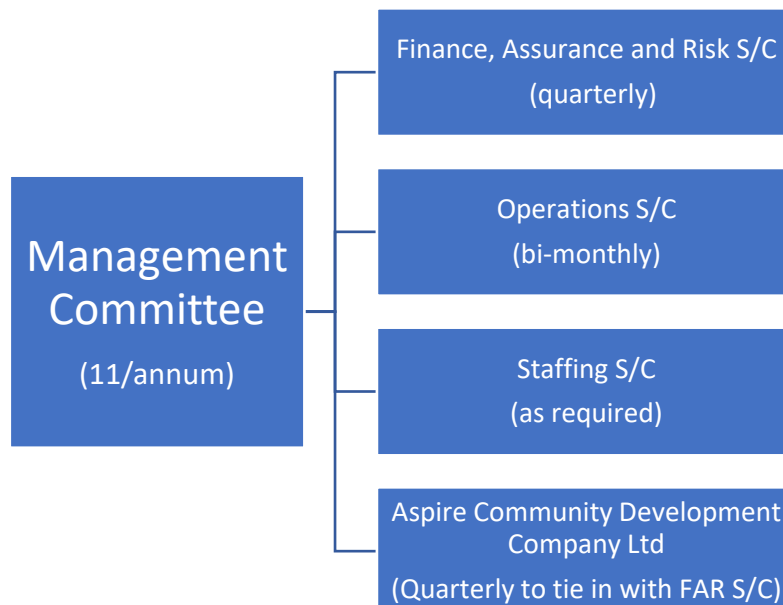 Management
Committee
(11/annum)
Finance, Assurance and Risk S/C
(quarterly)
Operations S/C
(bi-monthly)
Staffing S/C
(as required)
Aspire Community Development
Company Ltd
(Quarterly to tie in with FAR S/C)